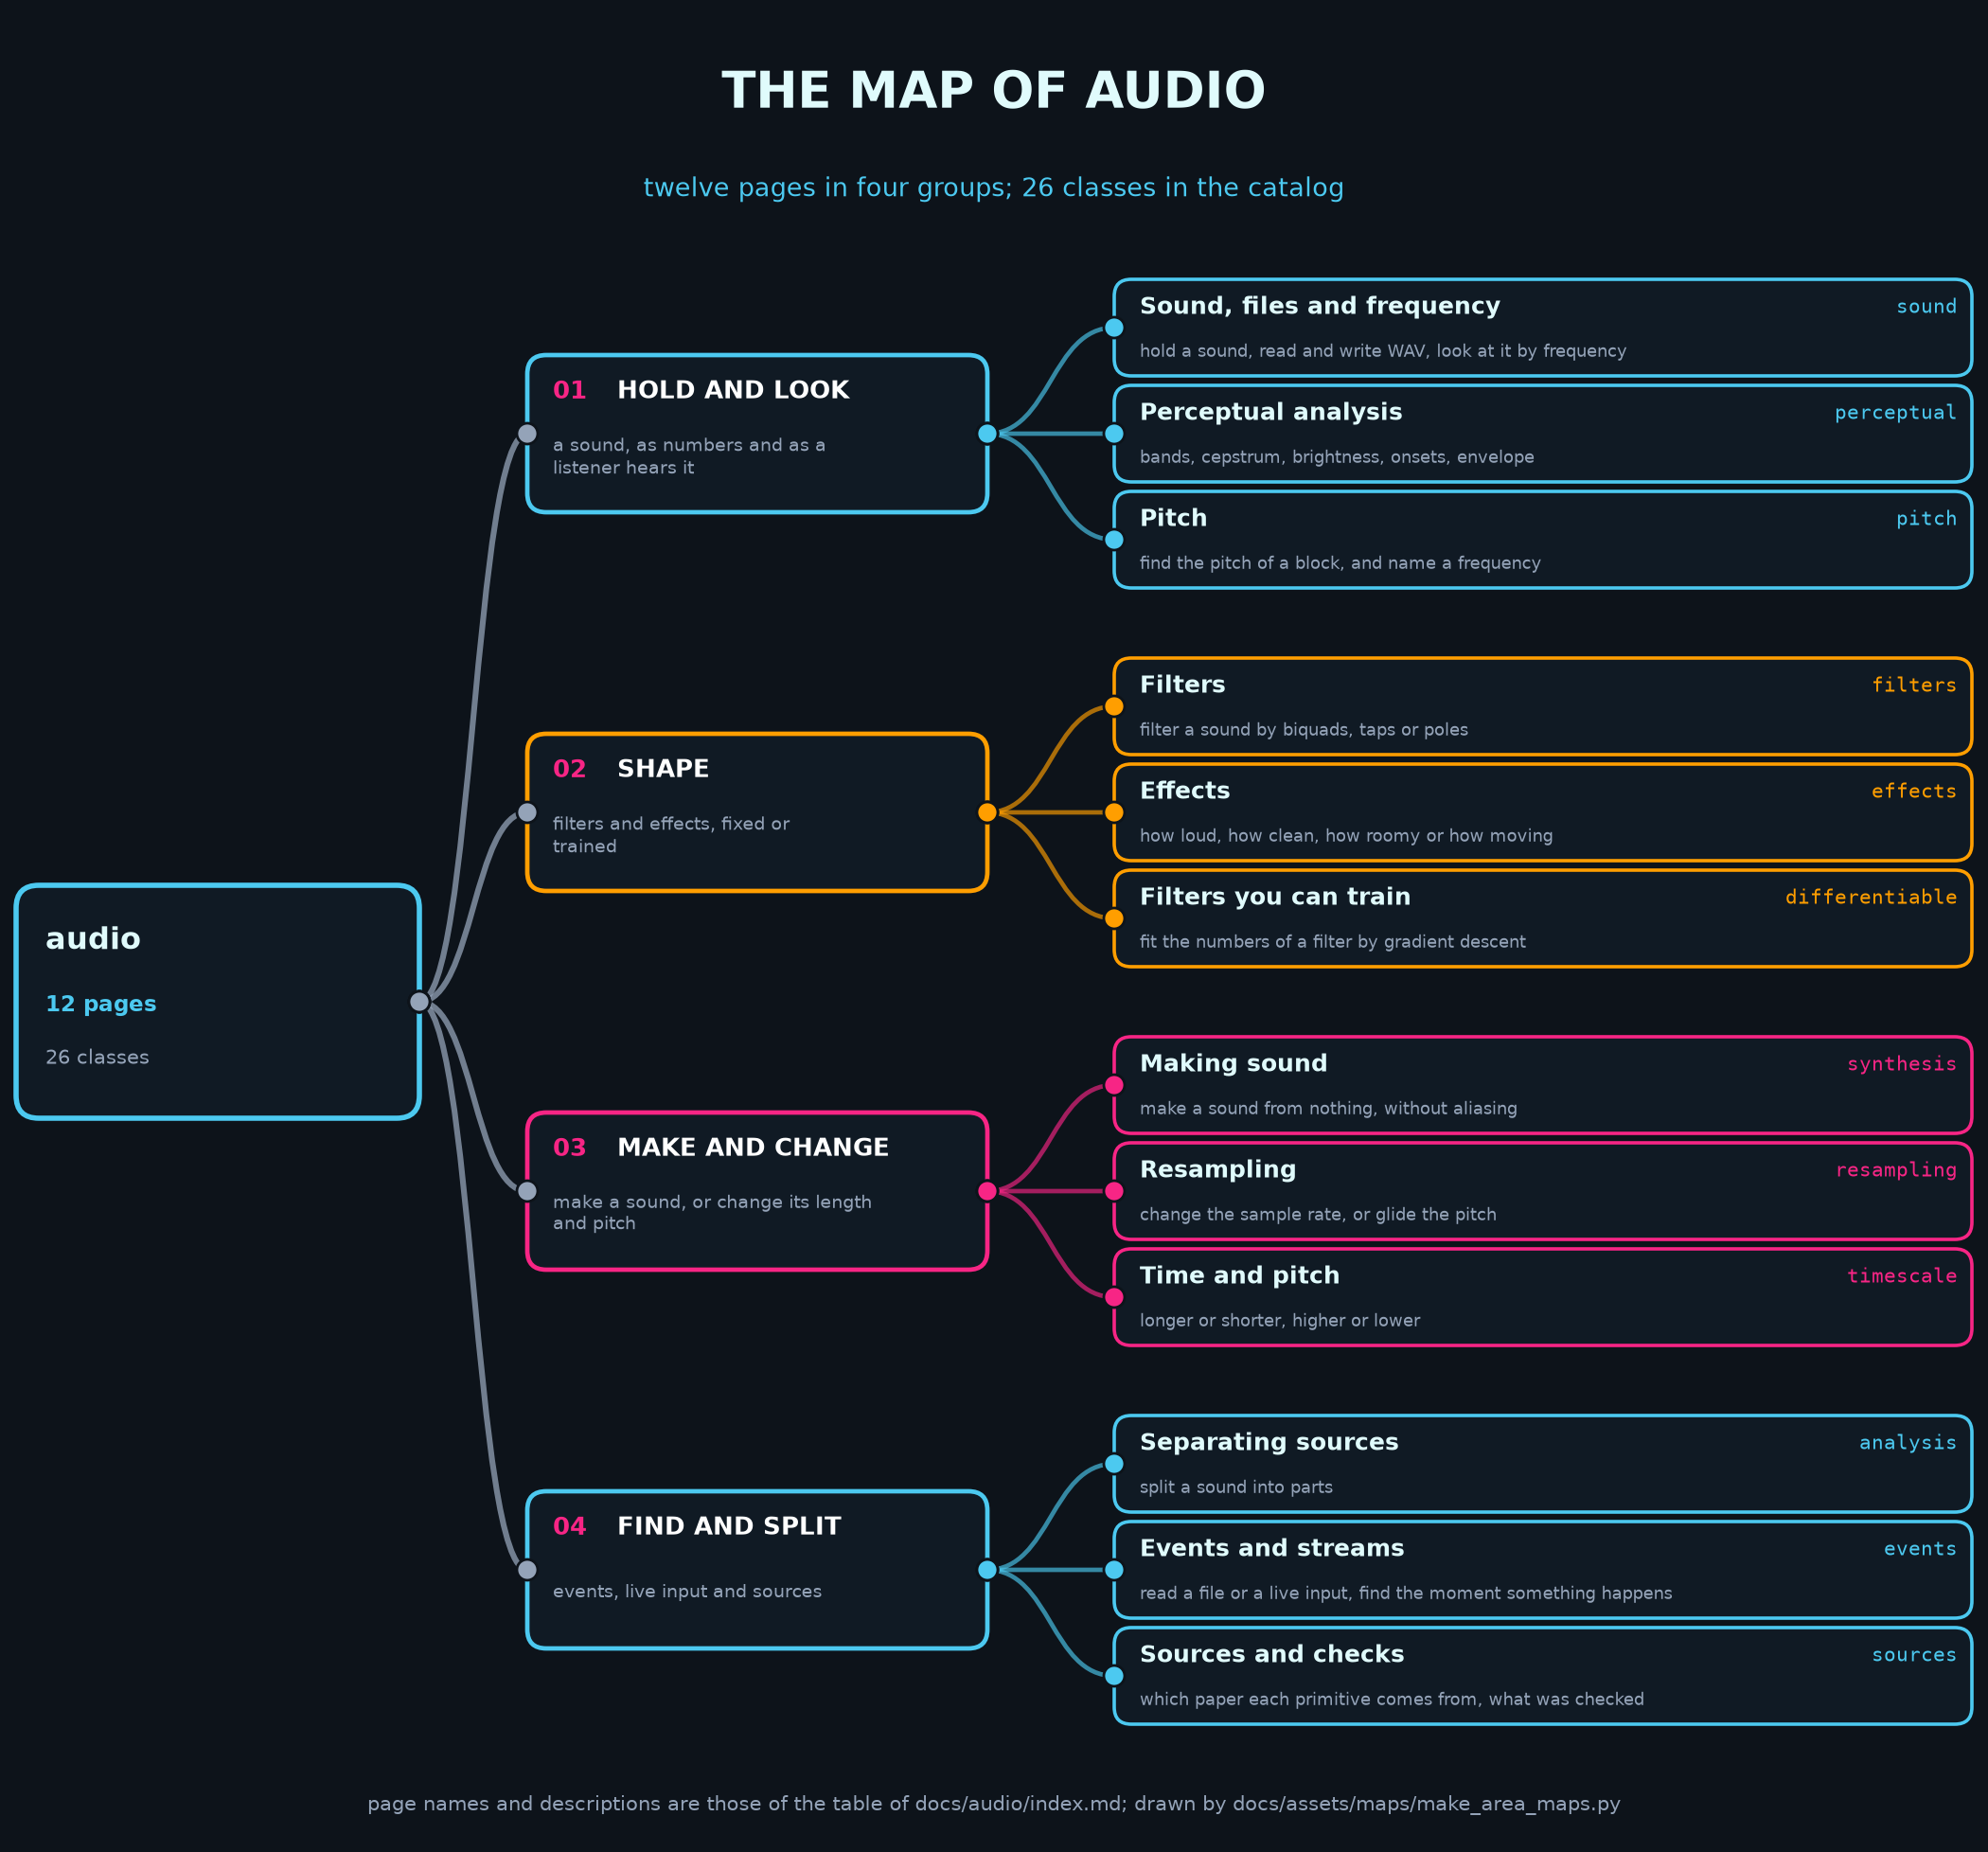 THE MAP OF AUDIO
twelve pages in four groups; 26 classes in the catalog
audio
12 pages
26 classes
01 HOLD AND LOOK
a sound, as numbers and as a
listener hears it
Sound, files and frequency sound
hold a sound, read and write WAV, look at it by frequency
Perceptual analysis perceptual
bands, cepstrum, brightness, onsets, envelope
Pitch pitch
find the pitch of a block, and name a frequency
02 SHAPE
filters and effects, fixed or
trained
Filters filters
filter a sound by biquads, taps or poles
Effects effects
how loud, how clean, how roomy or how moving
Filters you can train differentiable
fit the numbers of a filter by gradient descent
03 MAKE AND CHANGE
make a sound, or change its length
and pitch
Making sound synthesis
make a sound from nothing, without aliasing
Resampling resampling
change the sample rate, or glide the pitch
Time and pitch timescale
longer or shorter, higher or lower
04 FIND AND SPLIT
events, live input and sources
Separating sources analysis
split a sound into parts
Events and streams events
read a file or a live input, find the moment something happens
Sources and checks sources
which paper each primitive comes from, what was checked
page names and descriptions are those of the table of docs/audio/index.md; drawn by docs/assets/maps/make_area_maps.py